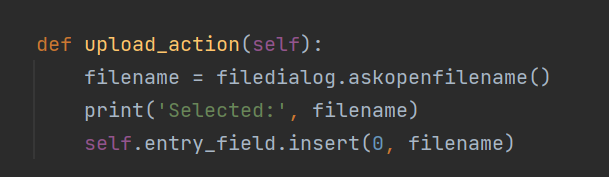 def upload_action(self):
    filename = filedialog.askopenfilename()
    print('Selected:', filename)
    self.entry_field.insert(0, filename)